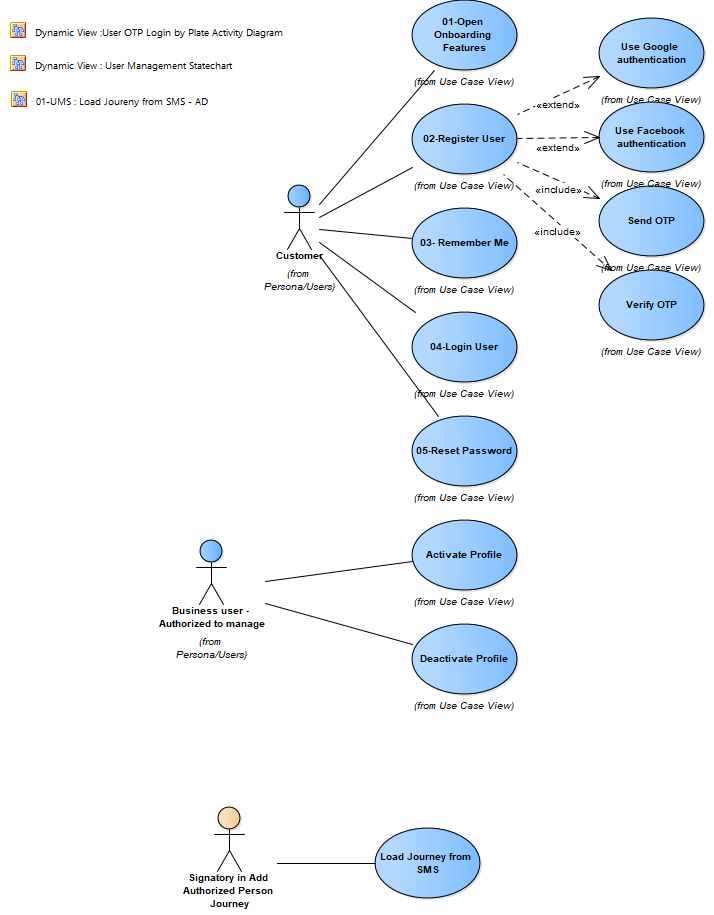 Dynamic View :User OTP Login by Plate Activity Diagram
Dynamic View : User Management Statechart
01-UMS : Load Joureny from SMS - AD
01-Open
Onboarding
Features
(from Use Case View)
Use Google
authentication
(from Use Case View)
«extend»
02-Register User
(from Use Case View)
Use Facebook
authentication
(from Use Case View)
«extend»
«include»
Send OTP
(from Use Case View)
«include»
Verify OTP
(from Use Case View)
Customer
(from
Persona/Users)
03- Remember Me
(from Use Case View)
04-Login User
(from Use Case View)
05-Reset Password
(from Use Case View)
Business user -
Authorized to manage
(from
Persona/Users)
Activate Profile
(from Use Case View)
Deactivate Profile
(from Use Case View)
Signatory in Add
Authorized Person
Journey
Load Journey from
SMS